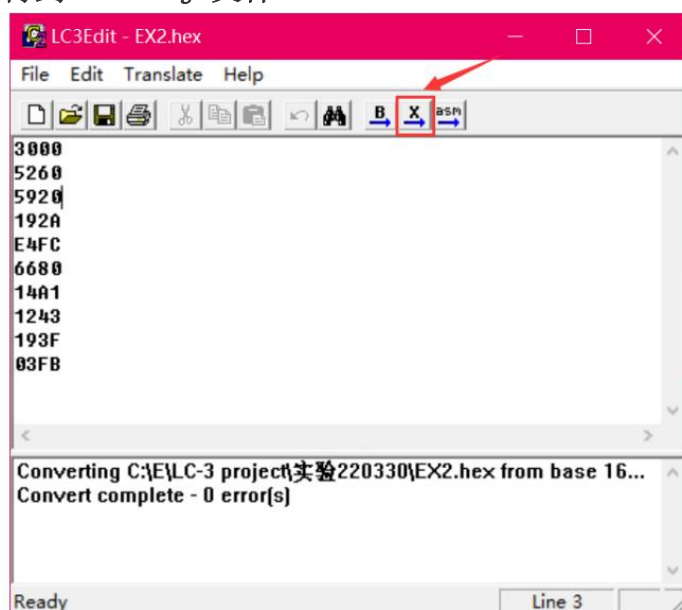 LC3Edit - EX2.hex
File Edit Translate Help
B X asm
3000
5260
5920
192A
E4FC
6680
14A1
1243
193F
03FB
Converting C:\E\LC-3 project\实验220330\EX2.hex from base 16...
Convert complete - 0 error(s)
Ready
Line 3